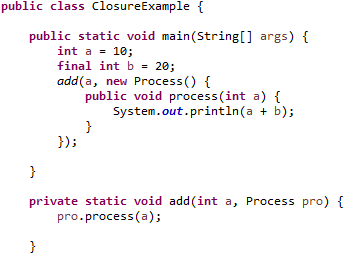 public class ClosureExample {
public static void main(String[] args) {
int a = 10;
final int b = 20;
add(a, new Process() {
public void process(int a) {
System.out.println(a + b);
}
});
}
private static void add(int a, Process pro) {
pro.process(a);
}